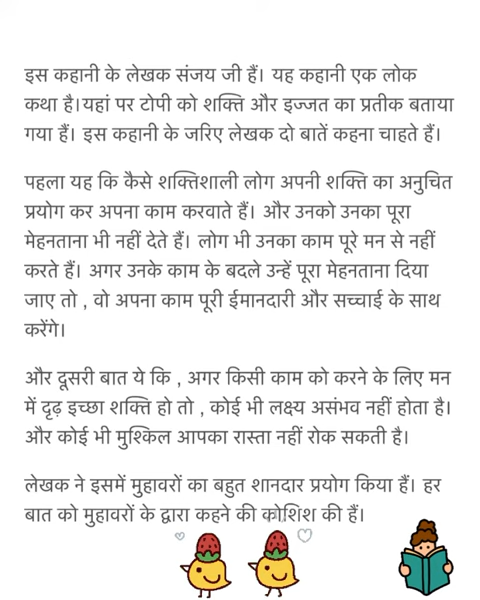 इस कहानी के लेखक संजय जी हैं। यह कहानी एक लोक
कथा है।यहां पर टोपी को शक्ति और इज्जत का प्रतीक बताया
गया हैं। इस कहानी के जरिए लेखक दो बातें कहना चाहते हैं।
पहला यह कि कैसे शक्तिशाली लोग अपनी शक्ति का अनुचित
प्रयोग कर अपना काम करवाते हैं। और उनको उनका पूरा
मेहनताना भी नहीं देते हैं। लोग भी उनका काम पूरे मन से नहीं
करते हैं। अगर उनके काम के बदले उन्हें पूरा मेहनताना दिया
जाए तो , वो अपना काम पूरी ईमानदारी और सच्चाई के साथ
करेंगे।
और दूसरी बात ये कि , अगर किसी काम को करने के लिए मन
में दृढ़ इच्छा शक्ति हो तो , कोई भी लक्ष्य असंभव नहीं होता है।
और कोई भी मुश्किल आपका रास्ता नहीं रोक सकती है।
लेखक ने इसमें मुहावरों का बहुत शानदार प्रयोग किया हैं। हर
बात को मुहावरों के द्वारा कहने की कोशिश की हैं।